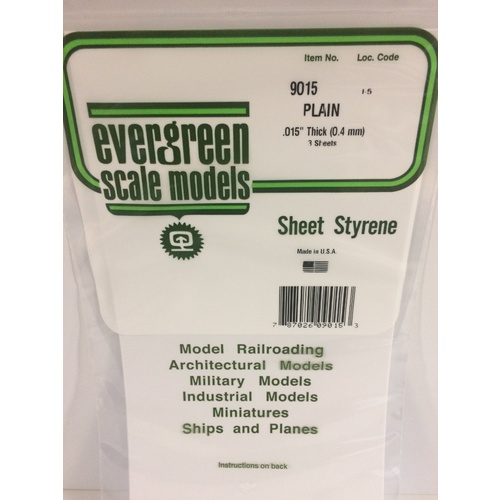 Item No. Loc. Code
9015 L5
PLAIN
.015" Thick (0.4 mm)
3 Sheets
evergreen
scale models
Sheet Styrene
Made in U.S.A.
7 87026 09015 3
Model Railroading
Architectural Models
Military Models
Industrial Models
Miniatures
Ships and Planes
Instructions on back